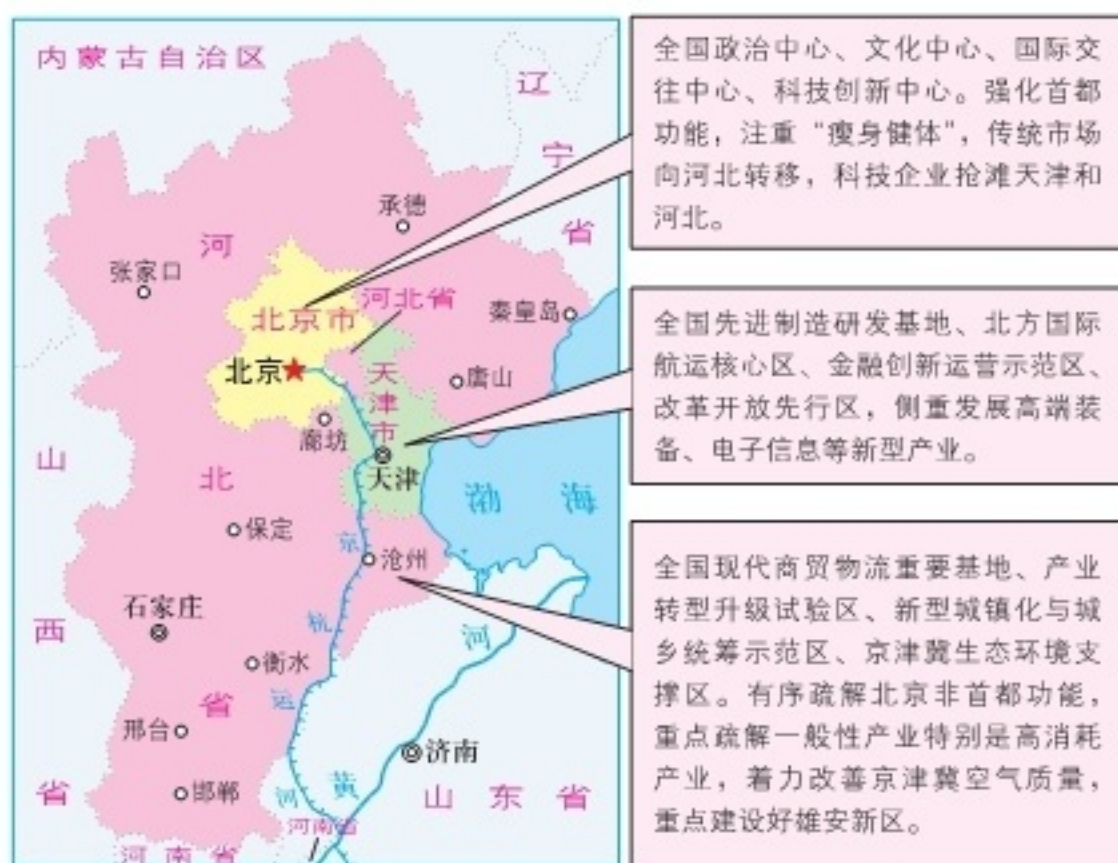 内蒙古自治区
辽宁省
承德
河北省
张家口
北京市
河北省
秦皇岛
北京
天津市
唐山
廊坊
天津
渤海
山西省
保定
京杭运河
沧州
石家庄
衡水
黄河
邢台
济南
邯郸
山东省
河南省
河南省
全国政治中心、文化中心、国际交
往中心、科技创新中心。强化首都
功能，注重“瘦身健体”，传统市场
向河北转移，科技企业抢滩天津和
河北。
全国先进制造研发基地、北方国际
航运核心区、金融创新运营示范区、
改革开放先行区，侧重发展高端装
备、电子信息等新型产业。
全国现代商贸物流重要基地、产业
转型升级试验区、新型城镇化与城
乡统筹示范区、京津冀生态环境支
撑区。有序疏解北京非首都功能，
重点疏解一般性产业特别是高消耗
产业，着力改善京津冀空气质量，
重点建设好雄安新区。